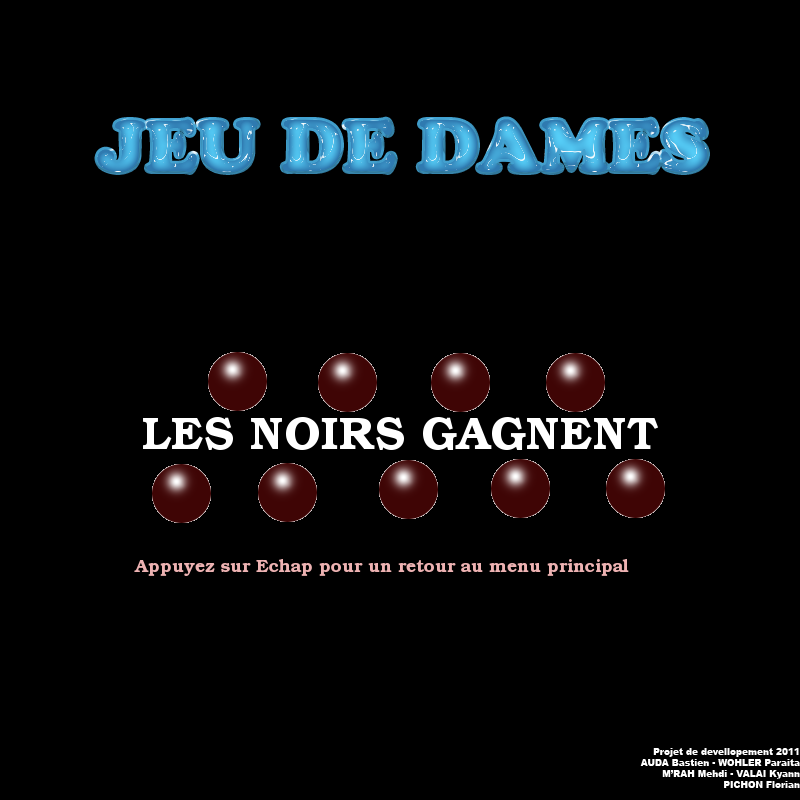 JEU DE DAMES
LES NOIRS GAGNENT
Appuyez sur Echap pour un retour au menu principal
Projet de devellopement 2011
AUDA Bastien - WOHLER Paraita
M'RAH Mehdi - VALAI Kyann
PICHON Florian